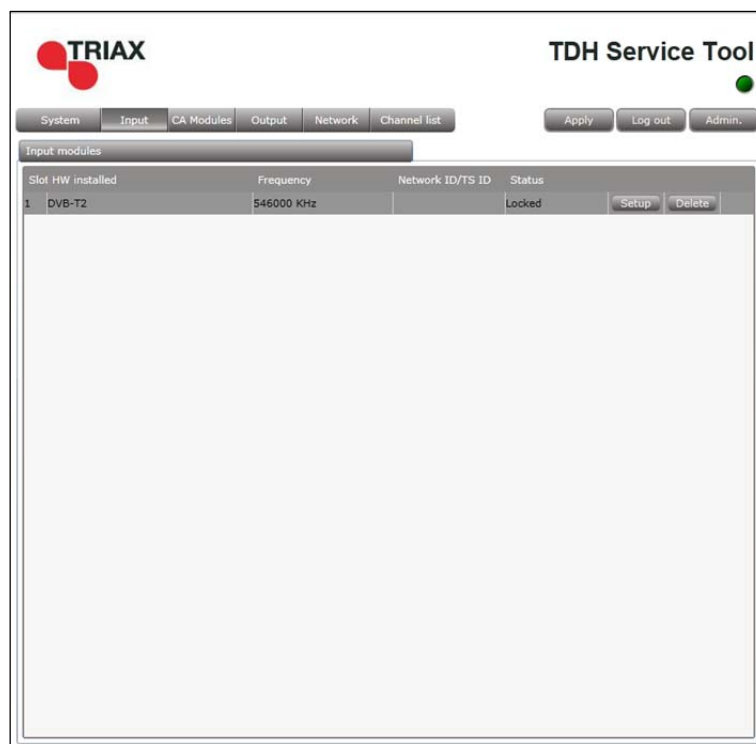 TRIAX
TDH Service Tool
System Input CA Modules Output Network Channel list Apply Log out Admin.
Input modules
Slot HW installed Frequency Network ID/TS ID Status
1 DVB-T2 546000 KHz Locked Setup Delete